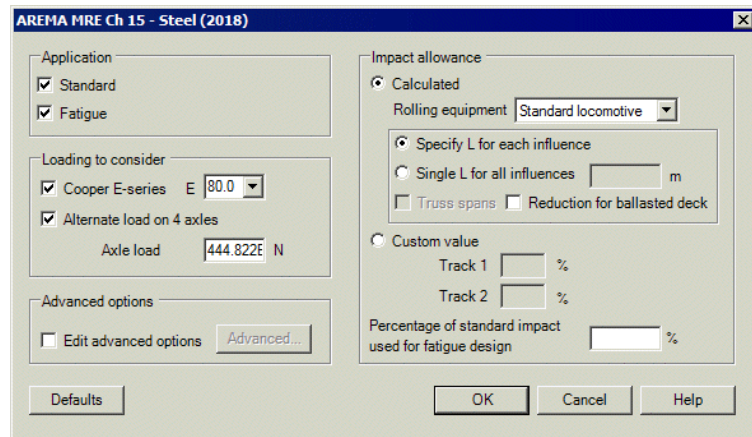 AREMA MRE Ch 15 - Steel (2018)
Application
Standard
Fatigue
Loading to consider
Cooper E-series E 80.0
Alternate load on 4 axles
Axle load 444.822E N
Advanced options
Edit advanced options Advanced...
Impact allowance
Calculated
Rolling equipment Standard locomotive
Specify L for each influence
Single L for all influences m
Truss spans Reduction for ballasted deck
Custom value
Track 1 %
Track 2 %
Percentage of standard impact
used for fatigue design %
Defaults OK Cancel Help